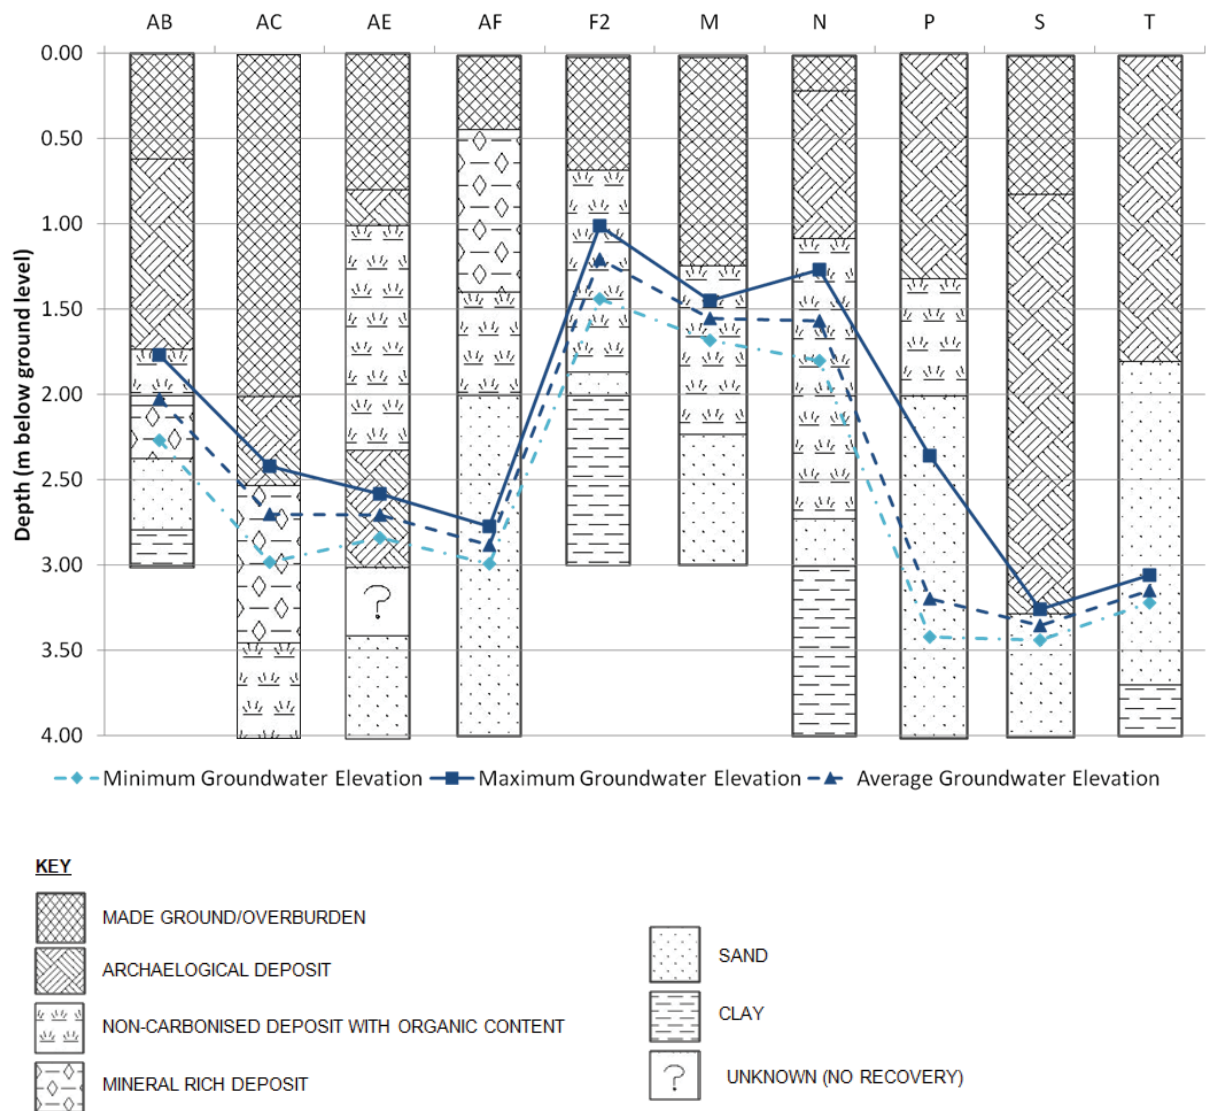 AB AC AE AF F2 M N P S T
0.00
0.50
1.00
1.50
2.00
2.50
3.00
3.50
4.00
Depth (m below ground level)
?
Minimum Groundwater Elevation Maximum Groundwater Elevation Average Groundwater Elevation
KEY
MADE GROUND/OVERBURDEN
ARCHAELOGICAL DEPOSIT
NON-CARBONISED DEPOSIT WITH ORGANIC CONTENT
MINERAL RICH DEPOSIT
SAND
CLAY
? UNKNOWN (NO RECOVERY)